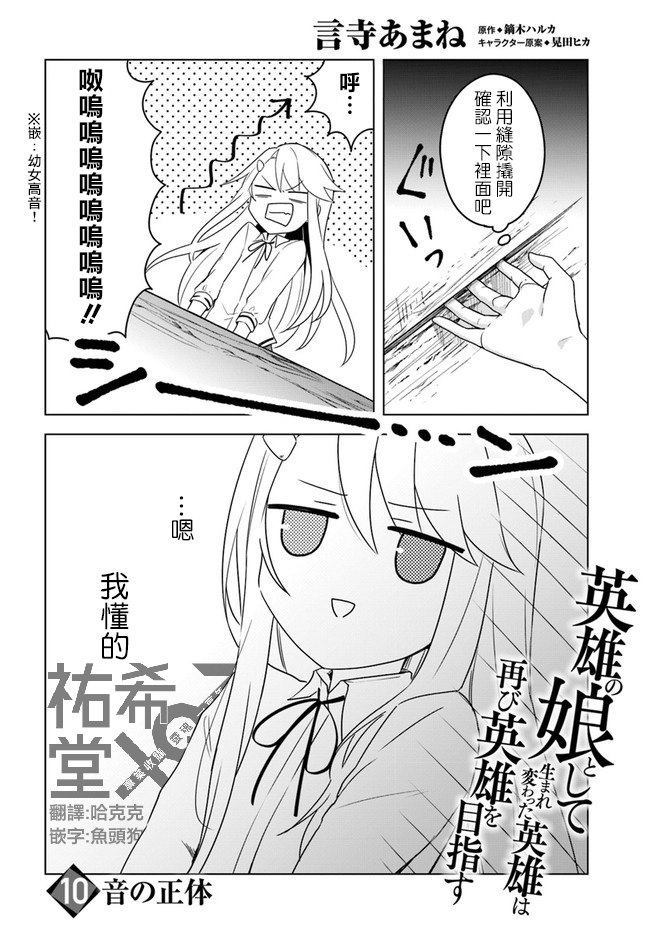 言寺あまね
原作◆鏑木ハルカ
キャラクター原案◆晃田ヒカ
利用縫隙撬開
確認一下裡面吧
ぐいっ
呼…
呶嗚嗚嗚嗚嗚嗚嗚嗚!!
※嵌：幼女高音！
シーー…ン
…嗯
我懂的
英雄の
娘として
生まれ
変わった英雄は
再び英雄を
目指す
祐希
堂
專業收驚
翻譯:哈克克
嵌字:魚頭狗
10 音の正体